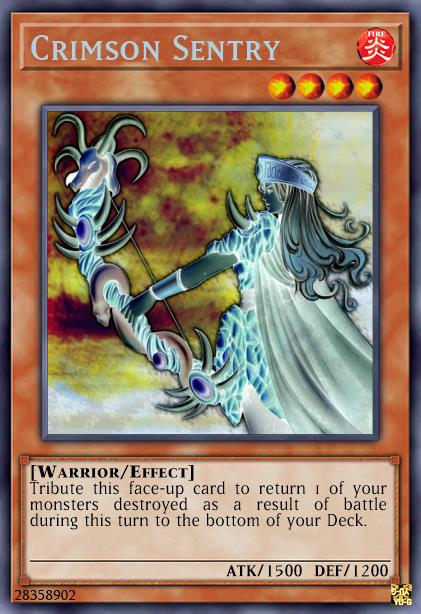 Crimson Sentry
FIRE
炎
[Warrior/Effect]
Tribute this face-up card to return 1 of your
monsters destroyed as a result of battle
during this turn to the bottom of your Deck.
ATK/1500 DEF/1200
28358902